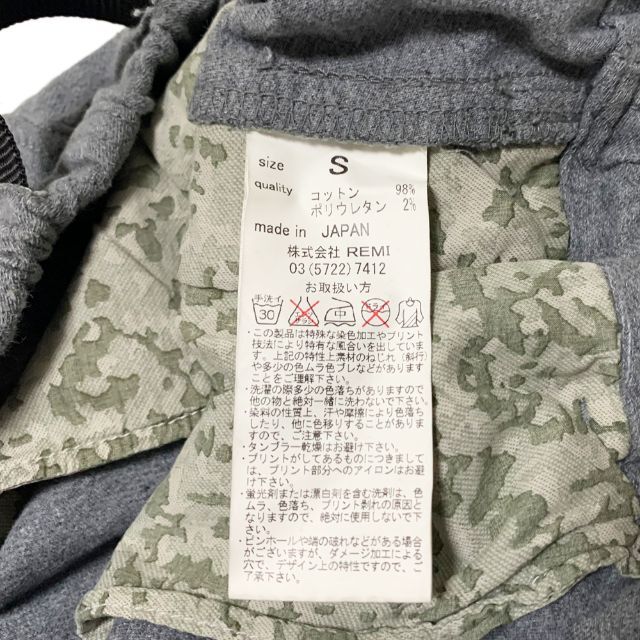 size S
quality コットン 98%
ポリウレタン 2%
made in JAPAN
株式会社 REMI
03(5722)7412
お取扱い方
手洗イ
30 中
・この製品は特殊な染色加工やプリント
技法により特有な風合いを出していま
す。上記の特性上素材のねじれ(斜行)
や多少の色ムラ色ブレなどがあります
ことをご理解下さい。
・洗濯の際多少の色落ちがありますので
他の物と絶対一緒に洗わないで下さい。
・染料の性質上、汗や摩擦により色落ち
したり、他に色移りすることがありま
すので、ご注意下さい。
・タンブラー乾燥はお避け下さい。
・プリントがしてあるものにつきまして
は、プリント部分へのアイロンはお避
け下さい。
・蛍光剤または漂白剤を含む洗剤は、色
ムラ、色落ち、プリント剥れの原因と
なりますので、絶対に使用しないで下
さい。
・ピンホールや端の破れなどがある場合
がございますが、ダメージ加工による
穴で、デザイン上の特性ですので、ご
了承下さい。